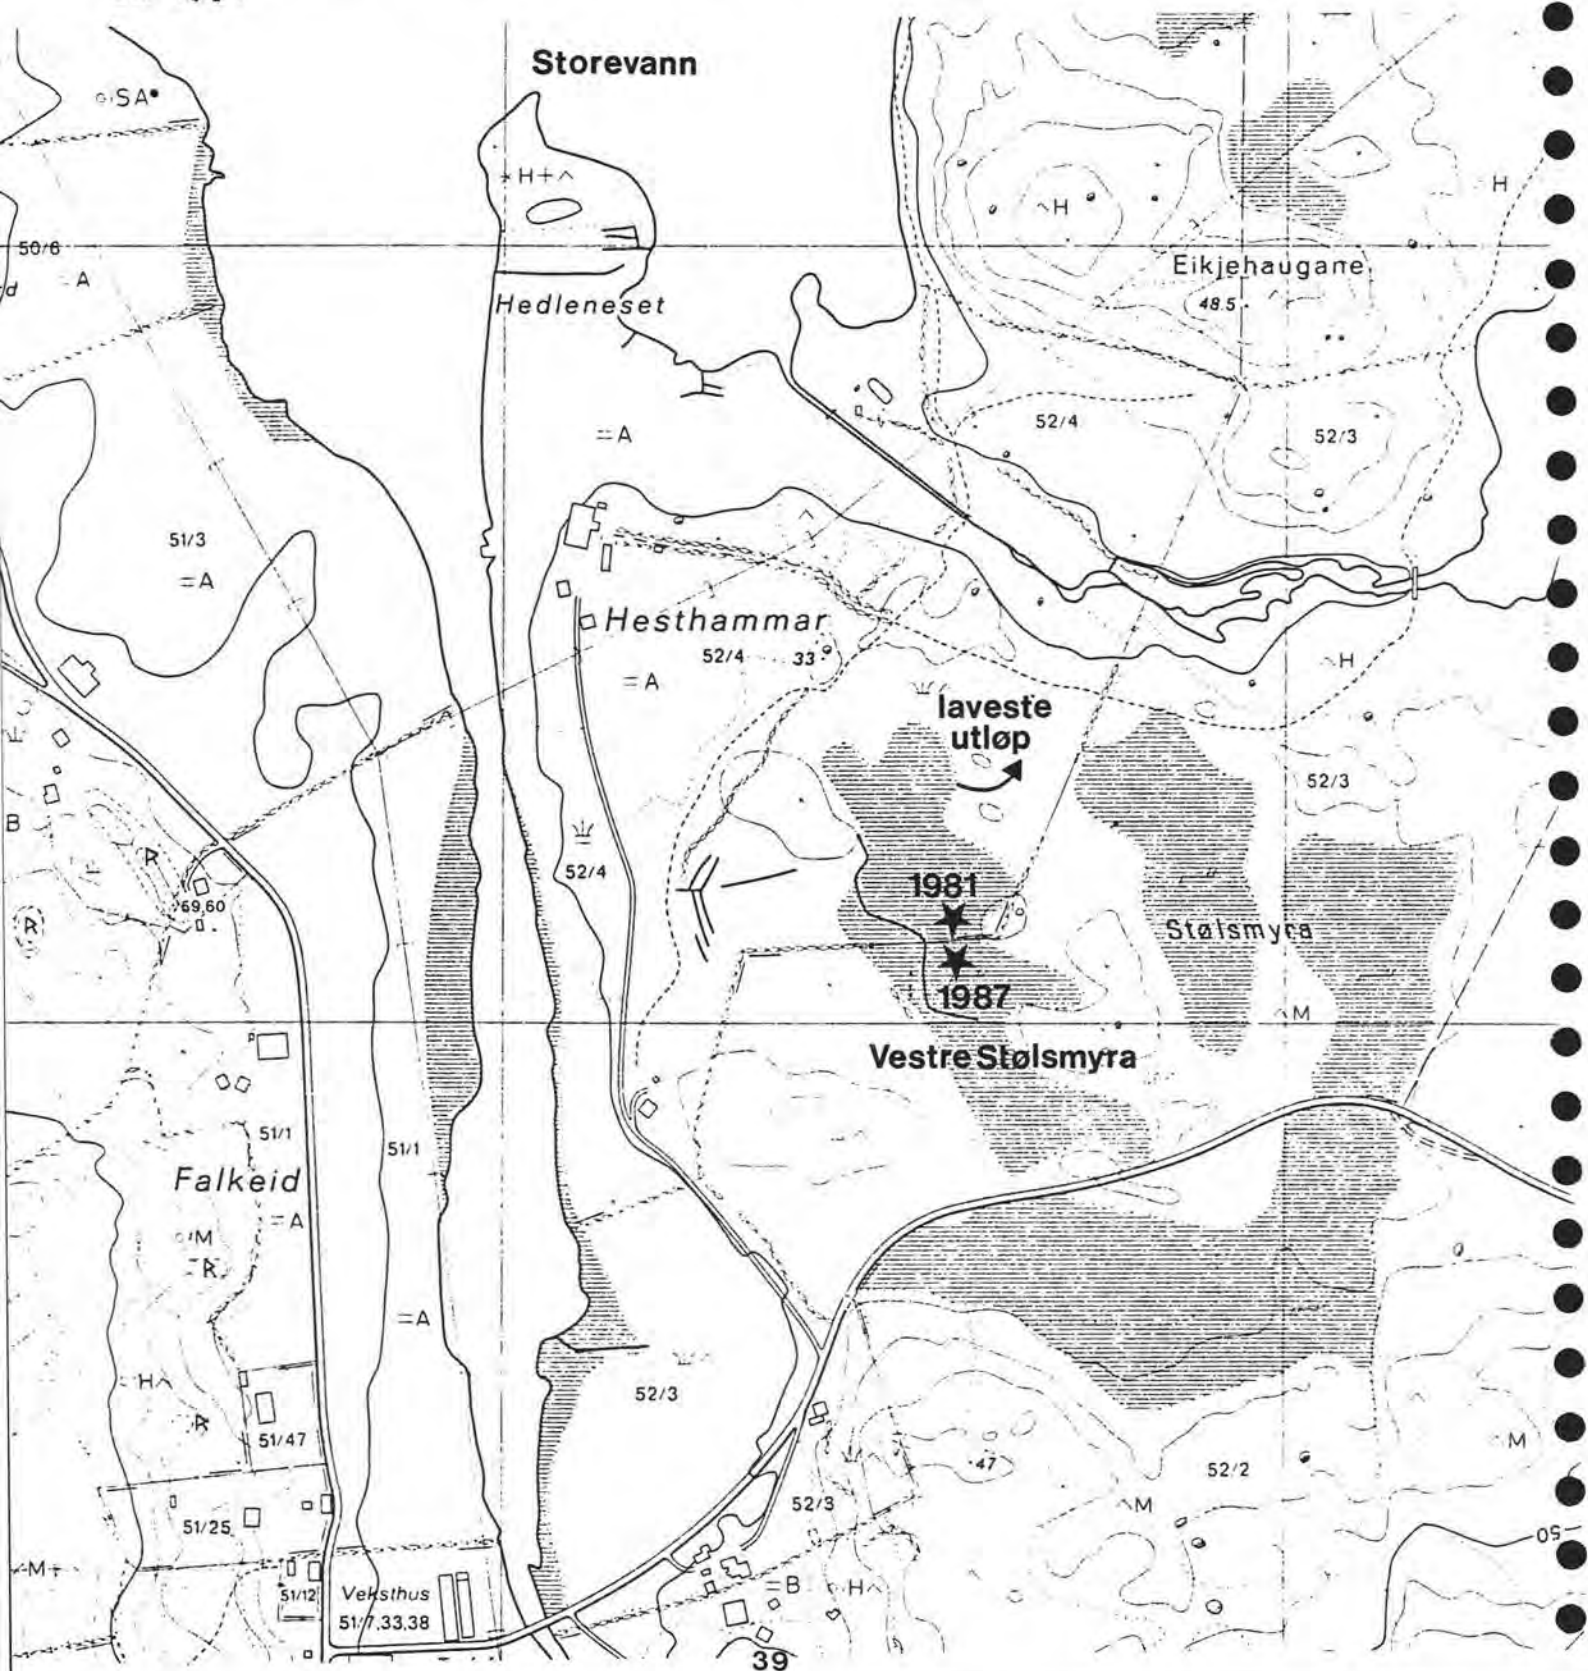 Storevann
SA
H+
H
H
50/6
A
Eikjehaugane
d
48.5
Hedleneset
=A
52/4
52/3
51/3
=A
Hesthammar
52/4
33
H
=A
laveste
utløp
52/3
B
R
52/4
1981
69,60
R
Stølsmyra
1987
M
Vestre Stølsmyra
51/1
51/1
Falkeid
=A
M
R
=A
H
52/3
R
51/47
M
47
52/2
52/3
M
51/25
50
M+
51/12
Veksthus
=B
H
51/7,33,38
39